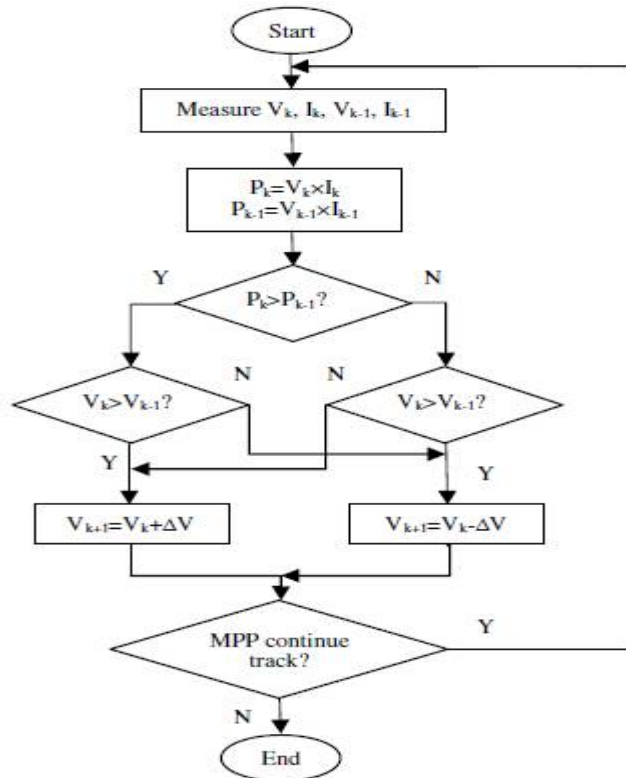 Start
Measure Vₖ, Iₖ, Vₖ₋₁, Iₖ₋₁
Pₖ=Vₖ×Iₖ
Pₖ₋₁=Vₖ₋₁×Iₖ₋₁
Y
N
Pₖ>Pₖ₋₁?
N
N
Vₖ>Vₖ₋₁?
Vₖ>Vₖ₋₁?
Y
Y
Vₖ₊₁=Vₖ+ΔV
Vₖ₊₁=Vₖ-ΔV
Y
MPP continue
track?
N
End